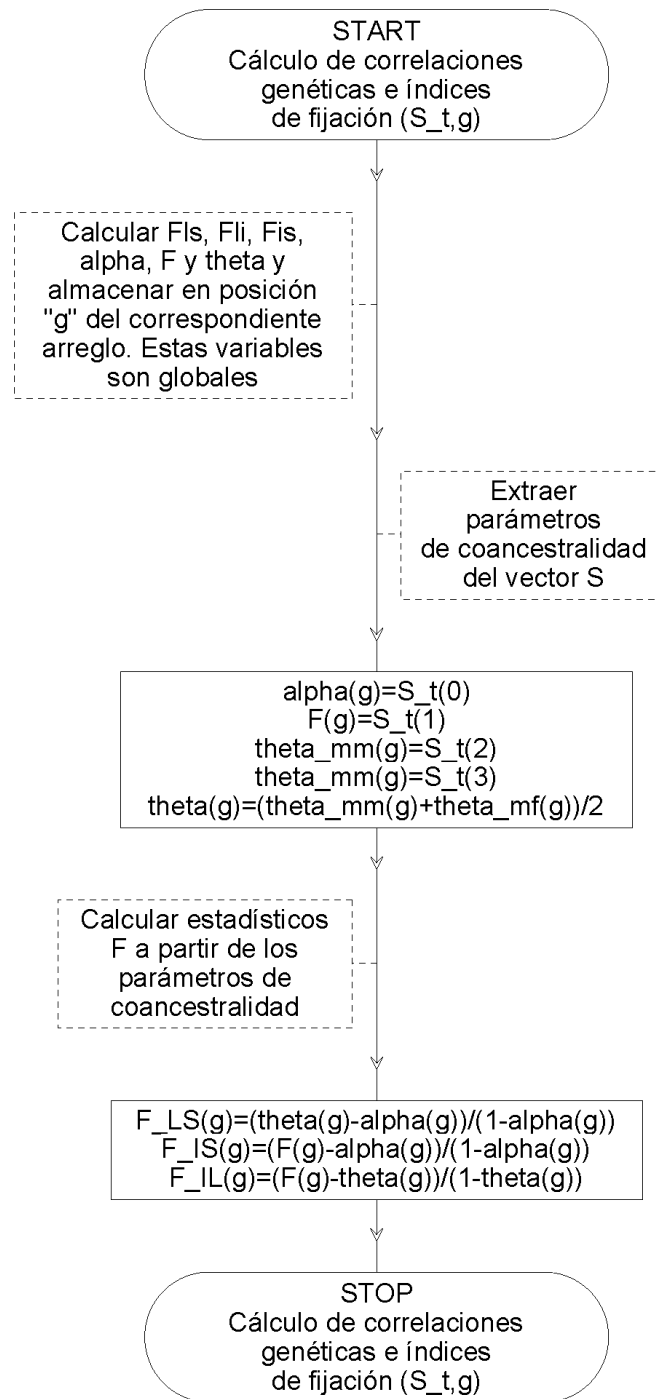 START
Cálculo de correlaciones
genéticas e índices
de fijación (S_t,g)
Calcular Fls, Fli, Fis,
alpha, F y theta y
almacenar en posición
"g" del correspondiente
arreglo. Estas variables
son globales
Extraer
parámetros
de coancestralidad
del vector S
alpha(g)=S_t(0)
F(g)=S_t(1)
theta_mm(g)=S_t(2)
theta_mm(g)=S_t(3)
theta(g)=(theta_mm(g)+theta_mf(g))/2
Calcular estadísticos
F a partir de los
parámetros de
coancestralidad
F_LS(g)=(theta(g)-alpha(g))/(1-alpha(g))
F_IS(g)=(F(g)-alpha(g))/(1-alpha(g))
F_IL(g)=(F(g)-theta(g))/(1-theta(g))
STOP
Cálculo de correlaciones
genéticas e índices
de fijación (S_t,g)